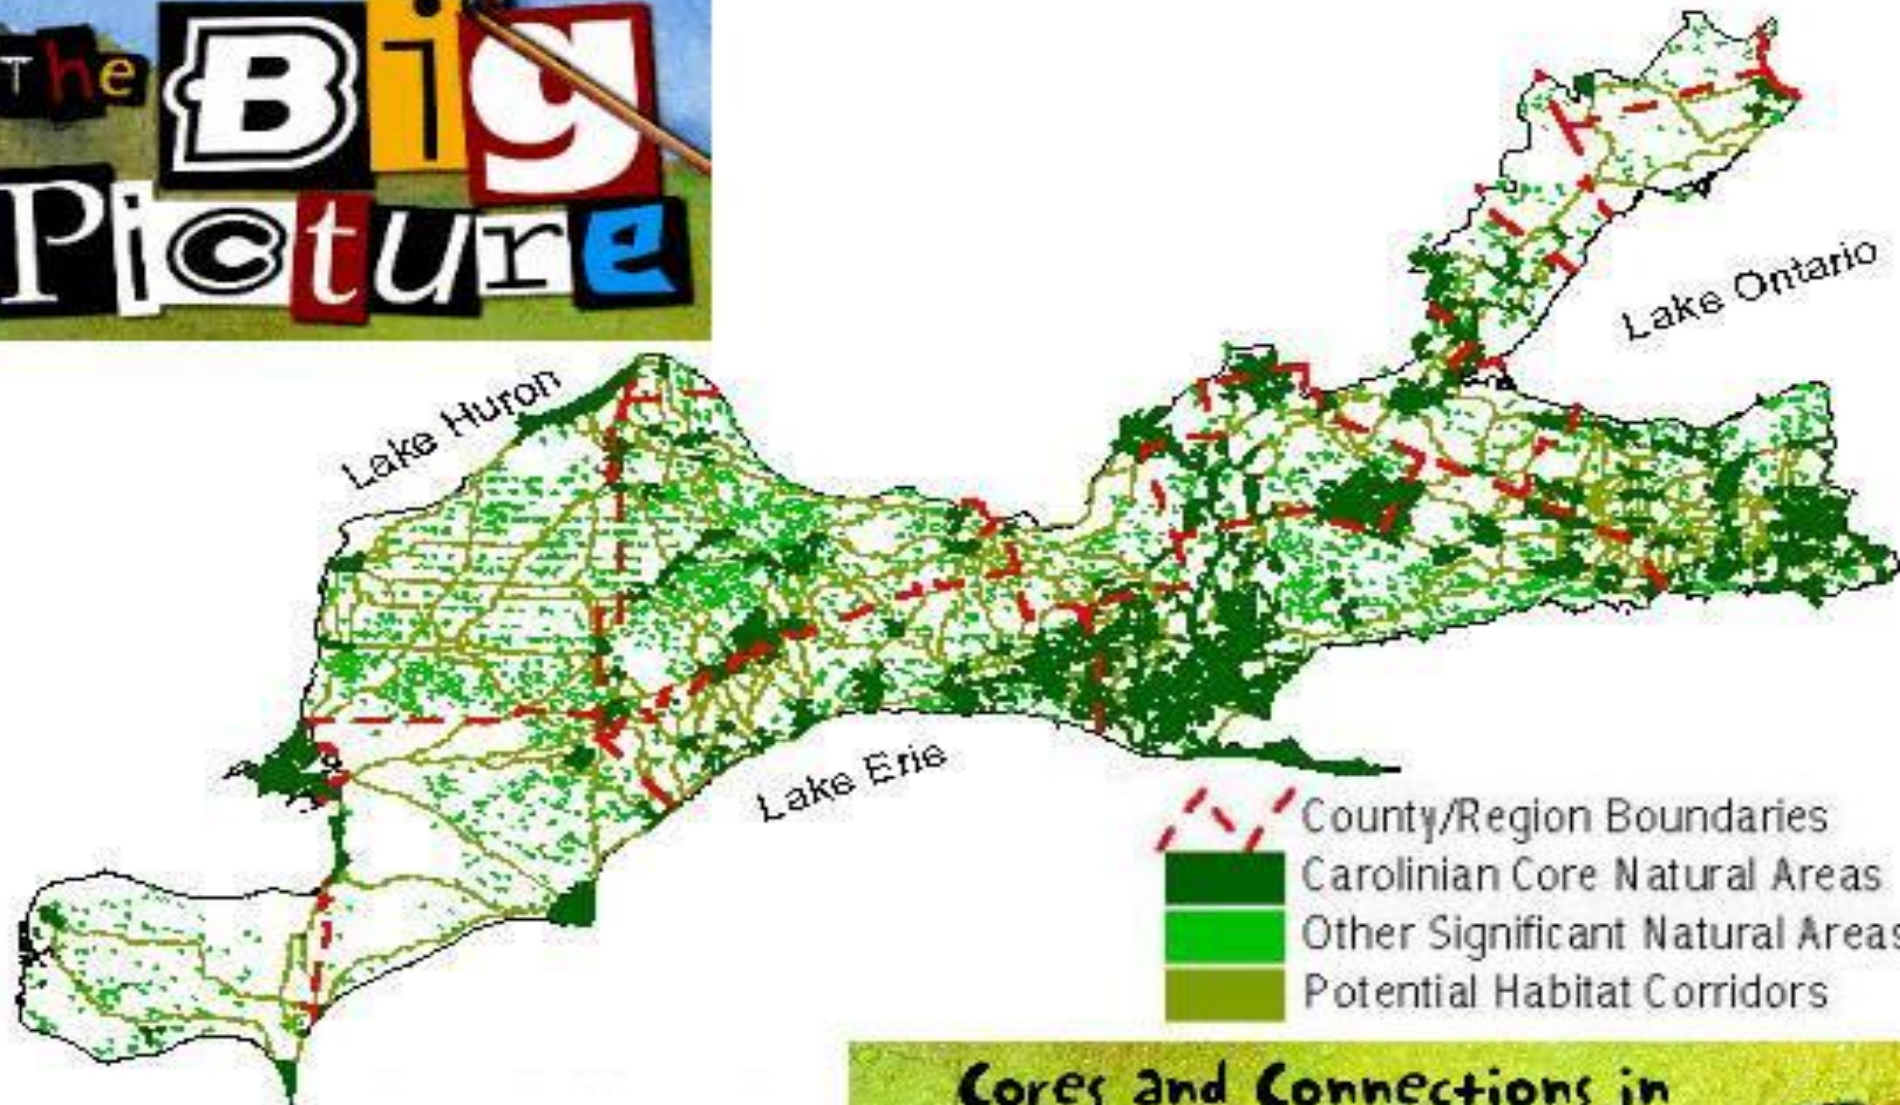 The Big
Picture
Lake Huron
Lake Ontario
Lake Erie
County/Region Boundaries
Carolinian Core Natural Areas
Other Significant Natural Areas
Potential Habitat Corridors
Cores and Connections in